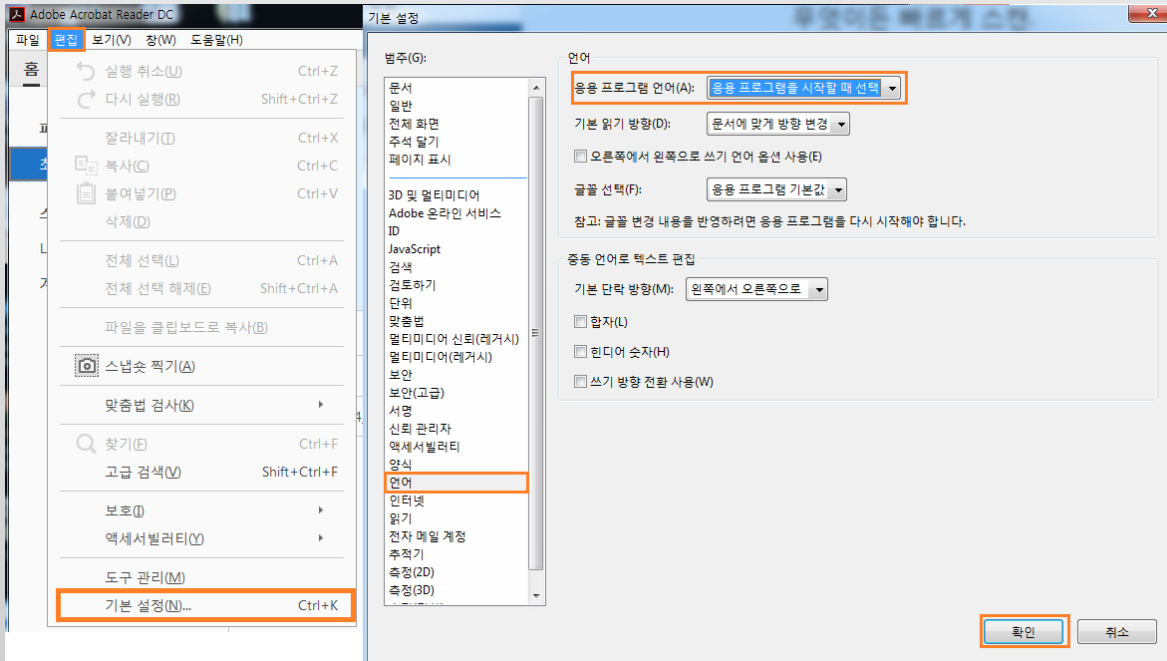 Adobe Acrobat Reader DC
파일 편집 보기(V) 창(W) 도움말(H)
홈
실행 취소(U) Ctrl+Z
다시 실행(R) Shift+Ctrl+Z
잘라내기(T) Ctrl+X
복사(C) Ctrl+C
붙여넣기(P) Ctrl+V
삭제(D)
전체 선택(L) Ctrl+A
전체 선택 해제(E) Shift+Ctrl+A
파일을 클립보드로 복사(B)
스냅숏 찍기(A)
맞춤법 검사(K)
찾기(F) Ctrl+F
고급 검색(V) Shift+Ctrl+F
보호(I)
액세서빌러티(Y)
도구 관리(M)
기본 설정(N)... Ctrl+K
기본 설정
무엇이든 빠르게 스캔
범주(G):
문서
일반
전체 화면
주석 달기
페이지 표시
3D 및 멀티미디어
Adobe 온라인 서비스
ID
JavaScript
검색
검토하기
단위
맞춤법
멀티미디어 신뢰(레거시)
멀티미디어(레거시)
보안
보안(고급)
서명
신뢰 관리자
액세서빌러티
양식
언어
인터넷
읽기
전자 메일 계정
추적기
측정(2D)
측정(3D)
언어
응용 프로그램 언어(A): 응용 프로그램을 시작할 때 선택
기본 읽기 방향(D): 문서에 맞게 방향 변경
오른쪽에서 왼쪽으로 쓰기 언어 옵션 사용(E)
글꼴 선택(F): 응용 프로그램 기본값
참고: 글꼴 변경 내용을 반영하려면 응용 프로그램을 다시 시작해야 합니다.
중동 언어로 텍스트 편집
기본 단락 방향(M): 왼쪽에서 오른쪽으로
합자(L)
힌디어 숫자(H)
쓰기 방향 전환 사용(W)
확인 취소